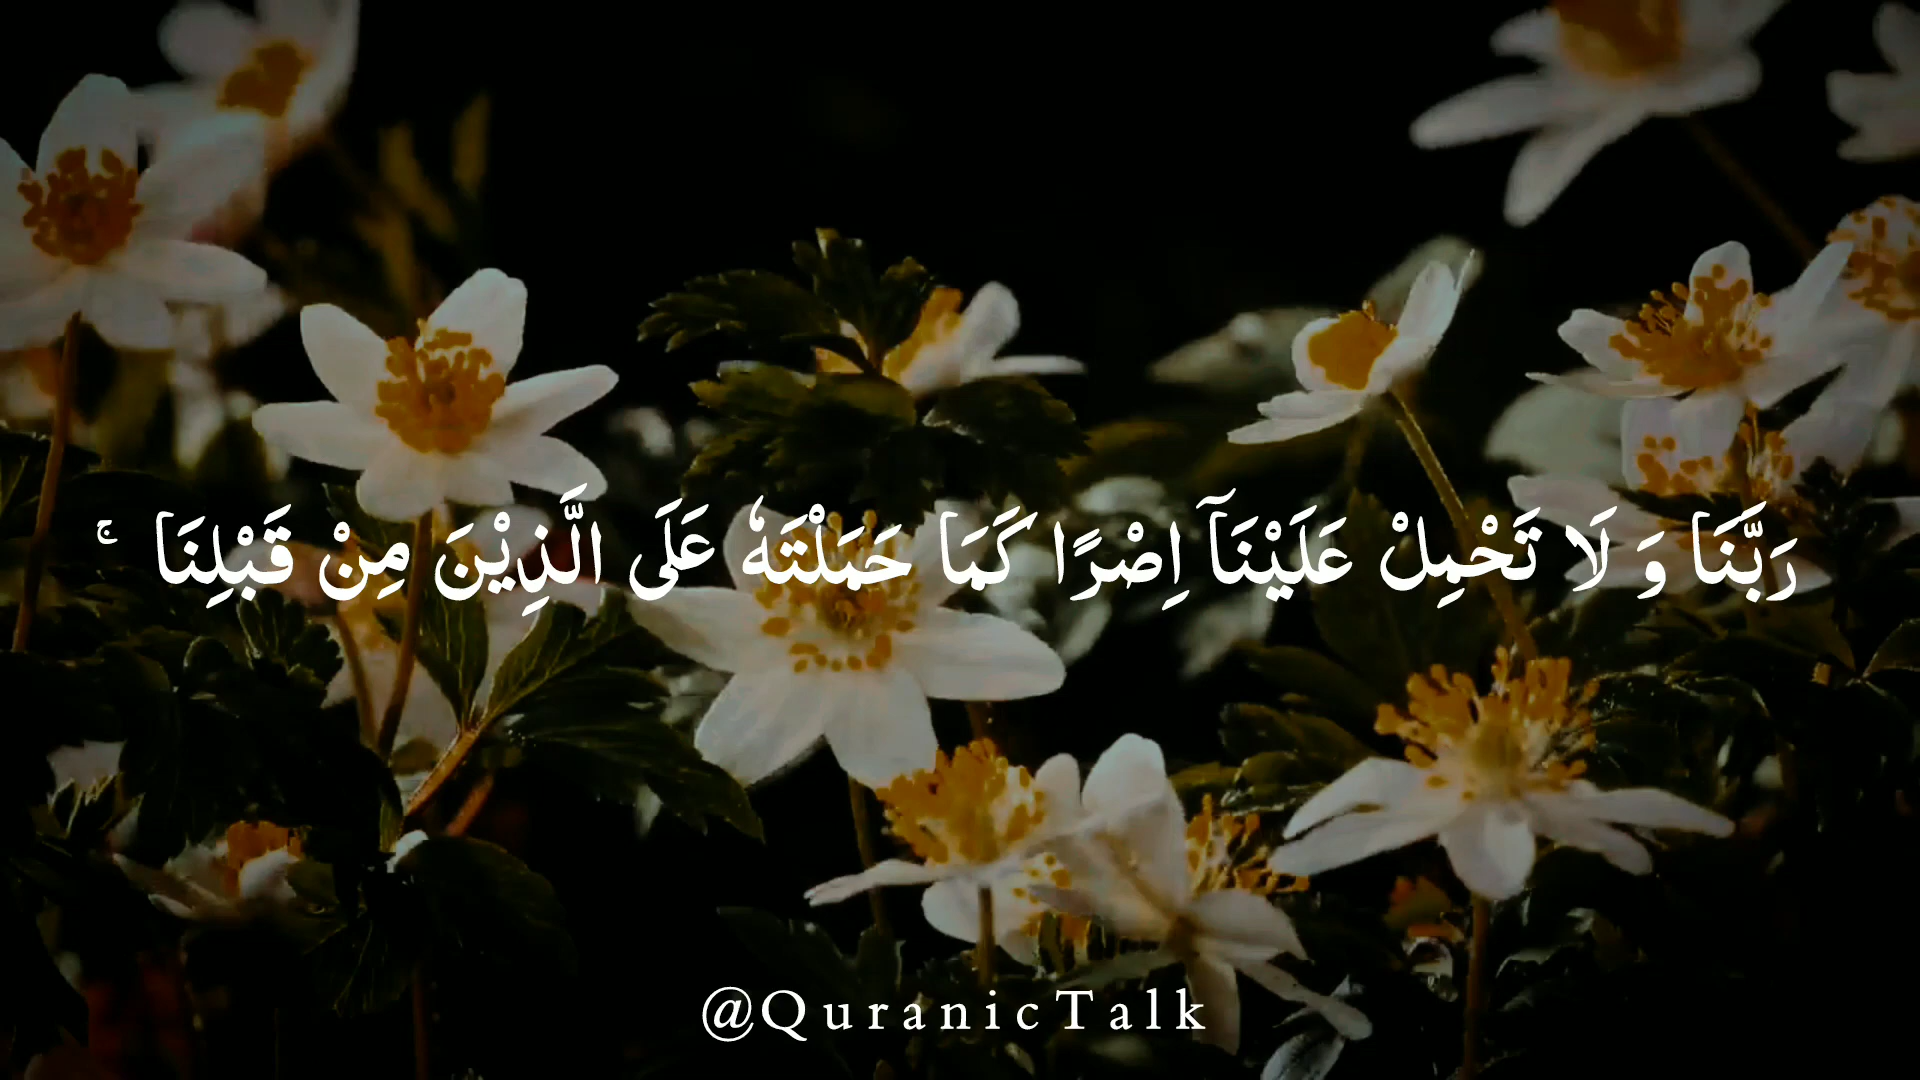 رَبَّنَا وَ لَا تَحْمِلْ عَلَيْنَآ اِصْرًا كَمَا حَمَلْتَهٗ عَلَى الَّذِيْنَ مِنْ قَبْلِنَا ۚ
@QuranicTalk